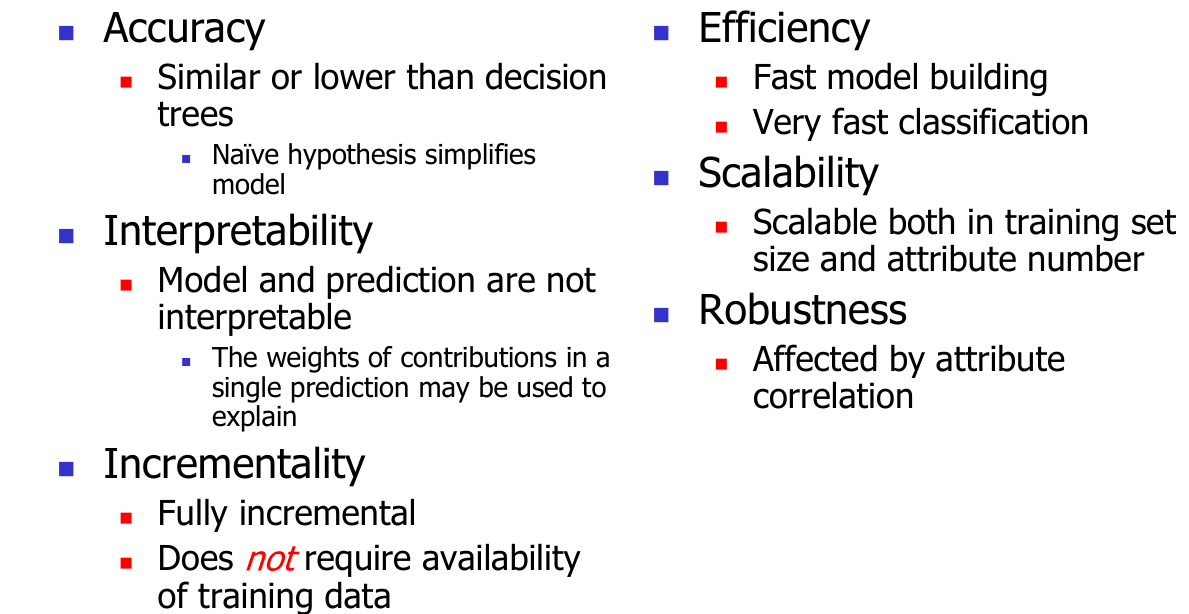 Accuracy
Similar or lower than decision
trees
Naïve hypothesis simplifies
model
Interpretability
Model and prediction are not
interpretable
The weights of contributions in a
single prediction may be used to
explain
Incrementality
Fully incremental
Does not require availability
of training data
Efficiency
Fast model building
Very fast classification
Scalability
Scalable both in training set
size and attribute number
Robustness
Affected by attribute
correlation